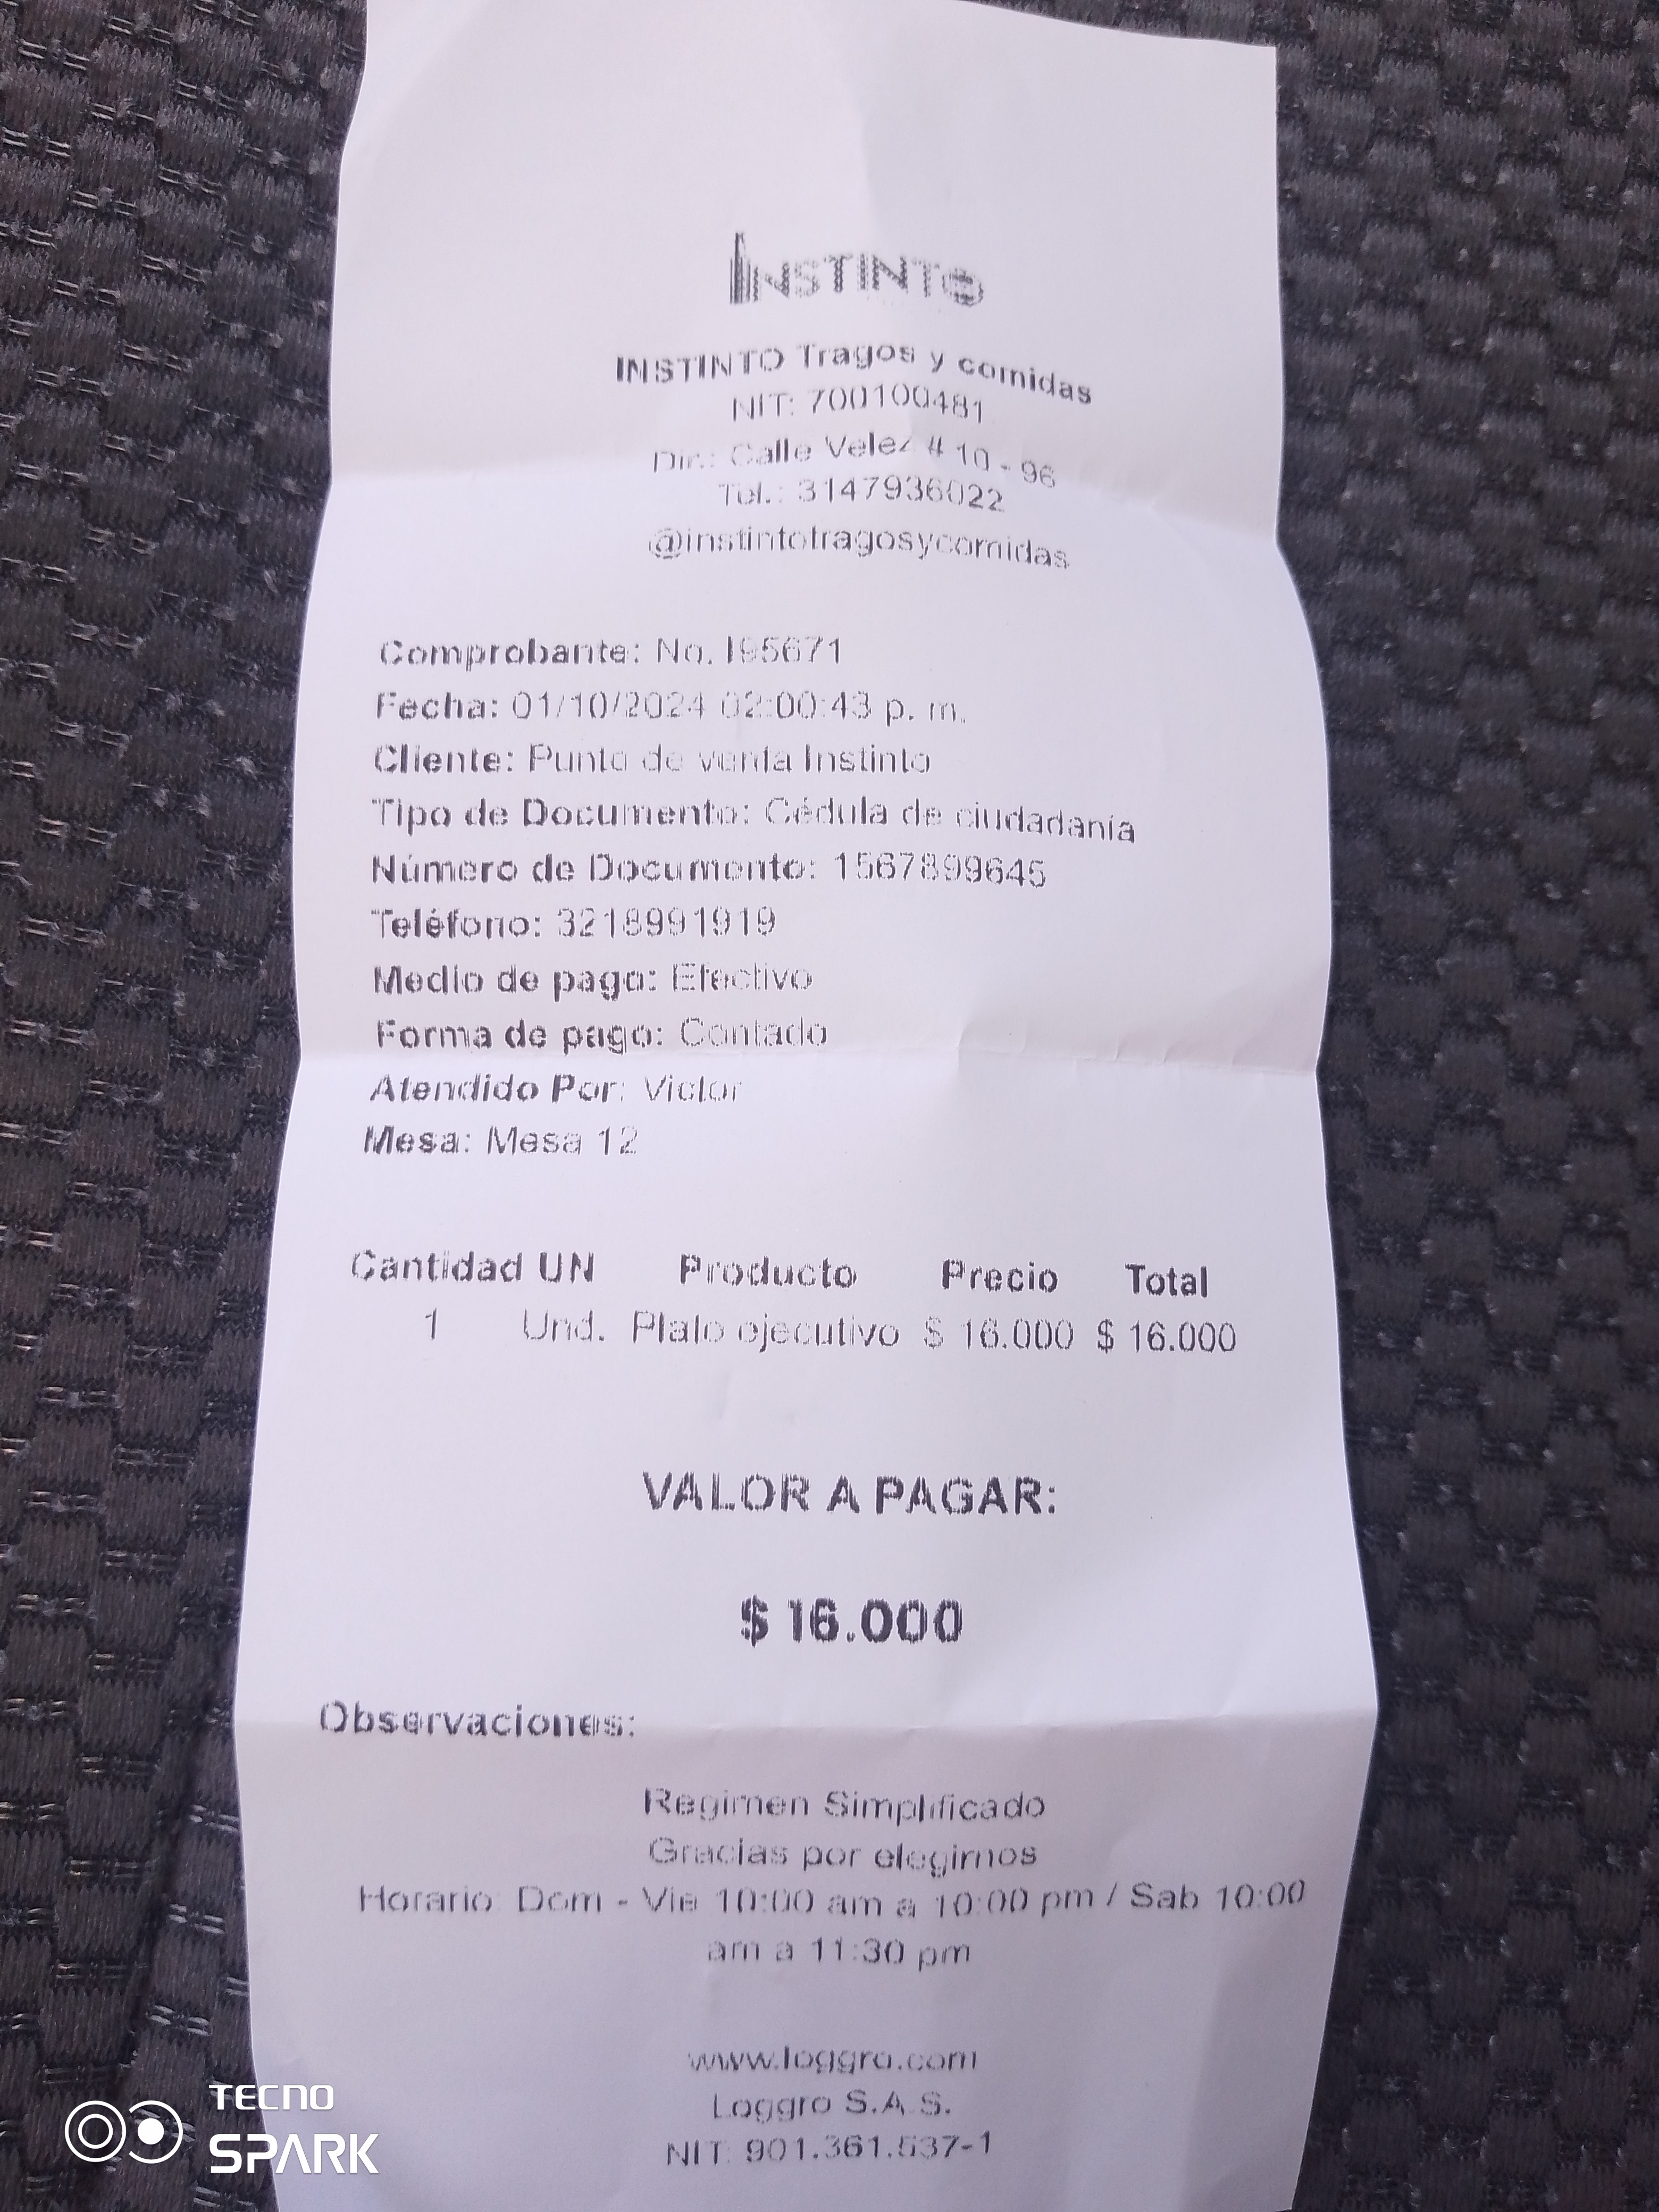 INSTINTO
INSTINTO Tragos y comidas
NIT: 700100481
Dir.: Calle Velez # 10 - 96
Tel.: 3147936022
@instintotragosycomidas
Comprobante: No. I95671
Fecha: 01/10/2024 02:00:43 p. m.
Cliente: Punto de venta Instinto
Tipo de Documento: Cédula de ciudadanía
Número de Documento: 1567899645
Teléfono: 3218991919
Medio de pago: Efectivo
Forma de pago: Contado
Atendido Por: Victor
Mesa: Mesa 12
Cantidad UN Producto Precio Total
1 Und. Plato ejecutivo $ 16.000 $ 16.000
VALOR A PAGAR:
$ 16.000
Observaciones:
Regimen Simplificado
Gracias por elegirnos
Horario: Dom - Vie 10:00 am a 10:00 pm / Sab 10:00
am a 11:30 pm
www.loggro.com
Loggro S.A.S.
NIT: 901.361.537-1
TECNO
SPARK